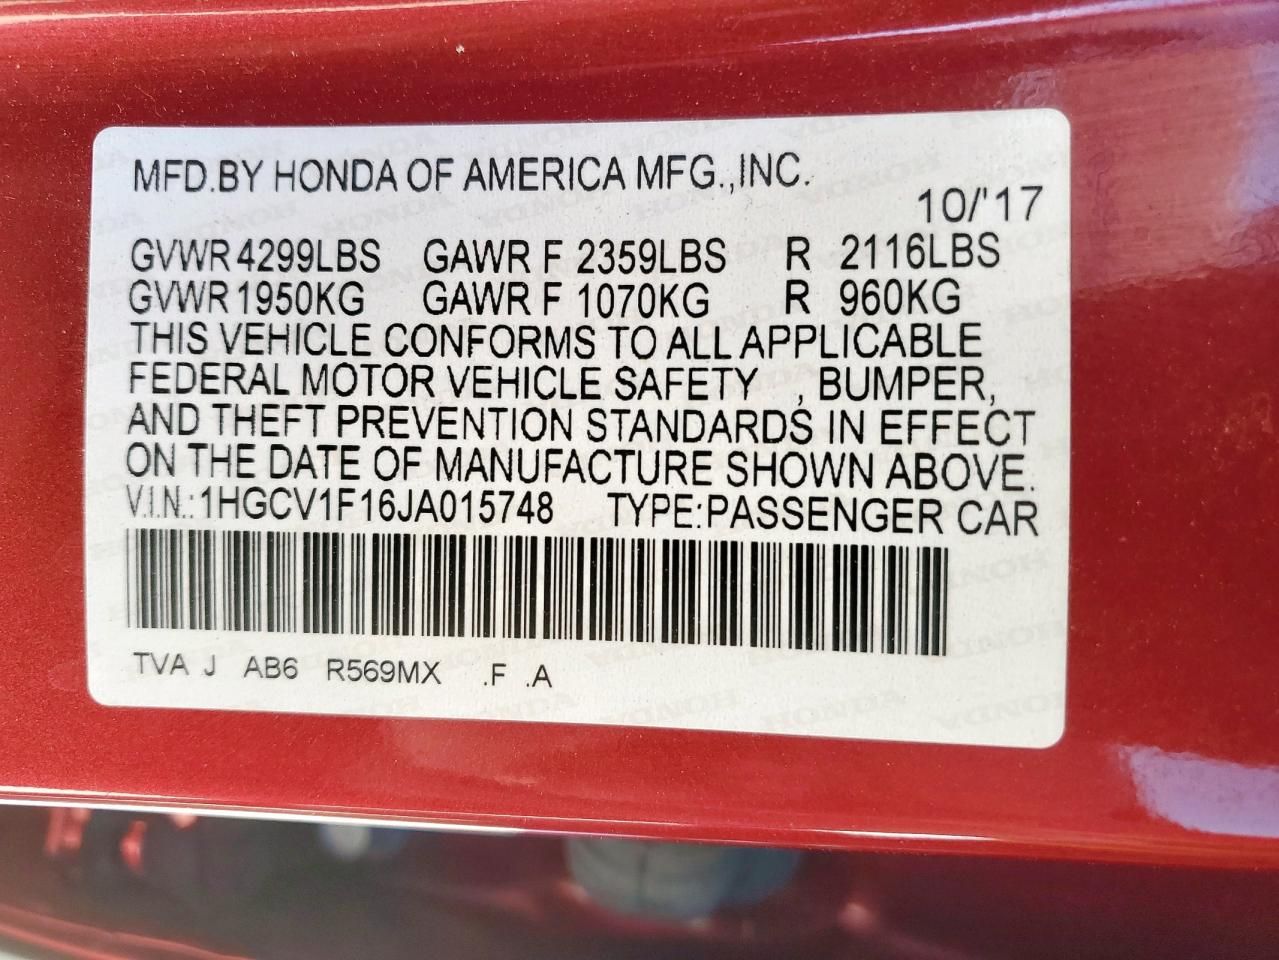 MFD.BY HONDA OF AMERICA MFG.,INC.
10/'17
GVWR 4299LBS GAWR F 2359LBS R 2116LBS
GVWR 1950KG GAWR F 1070KG R 960KG
THIS VEHICLE CONFORMS TO ALL APPLICABLE
FEDERAL MOTOR VEHICLE SAFETY , BUMPER,
AND THEFT PREVENTION STANDARDS IN EFFECT
ON THE DATE OF MANUFACTURE SHOWN ABOVE.
V.I.N.: 1HGCV1F16JA015748 TYPE:PASSENGER CAR
TVA J AB6 R569MX .F .A